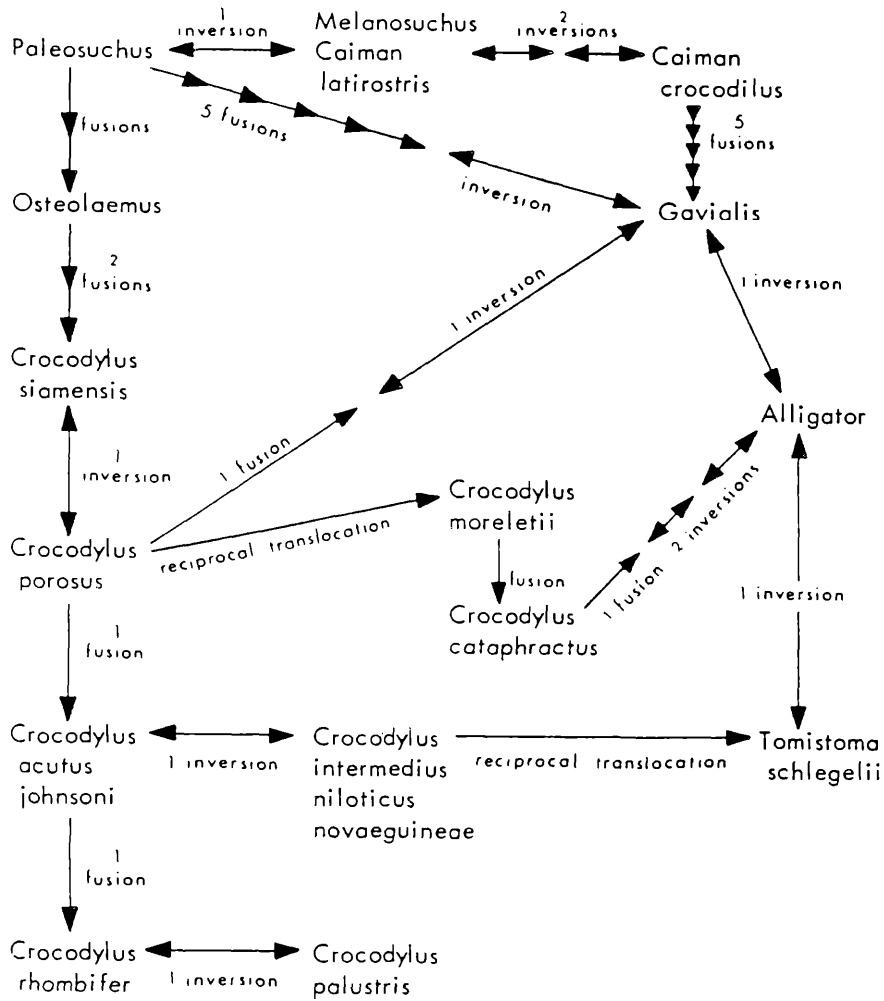 Paleosuchus
1
inversion
Melanosuchus
Caiman
latirostris
2
inversions
Caiman
crocodilus
fusions
5 fusions
inversion
5
fusions
Osteolaemus
Gavialis
2
fusions
1 inversion
1 inversion
Crocodylus
siamensis
Alligator
1
inversion
1 fusion
Crocodylus
moreletii
reciprocal translocation
Crocodylus
porosus
fusion
1 fusion 2 inversions
Crocodylus
cataphractus
1 inversion
1
fusion
Crocodylus
acutus
johnsoni
1 inversion
Crocodylus
intermedius
niloticus
novaeguineae
reciprocal translocation
Tomistoma
schlegelii
1
fusion
Crocodylus
rhombifer
1 inversion
Crocodylus
palustris